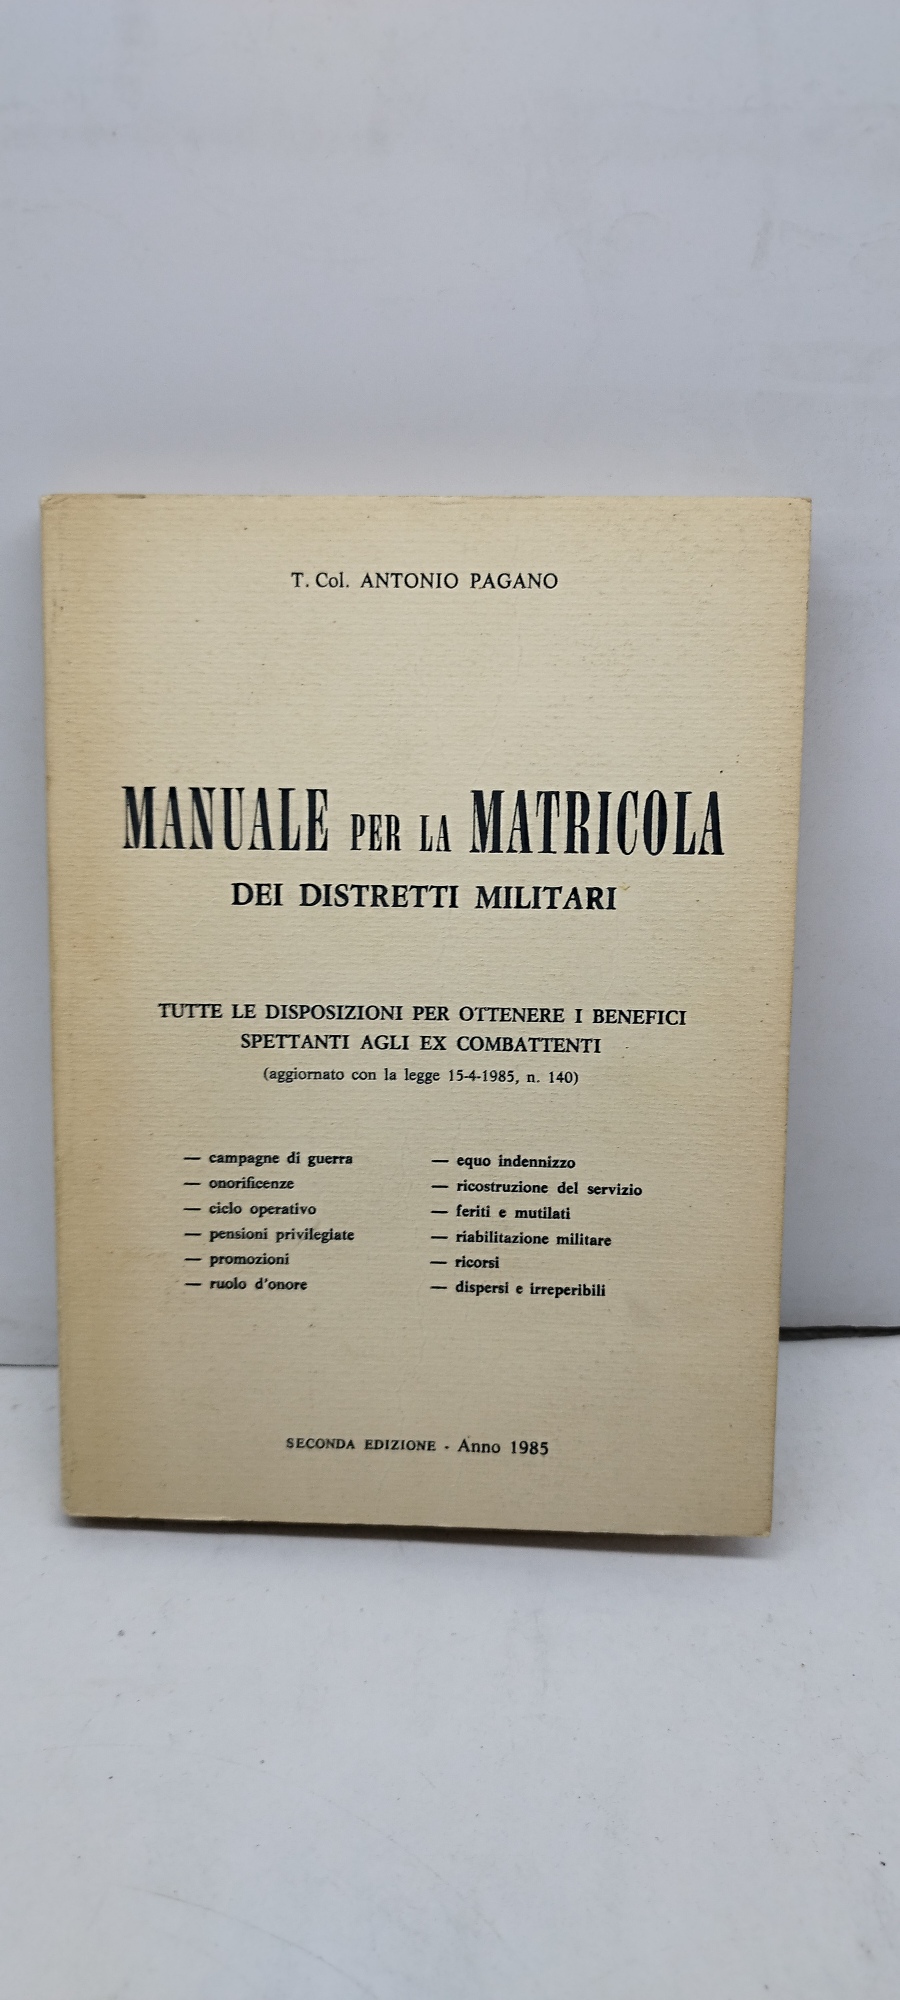 T. Col. ANTONIO PAGANO
MANUALE PER LA MATRICOLA
DEI DISTRETTI MILITARI
TUTTE LE DISPOSIZIONI PER OTTENERE I BENEFICI
SPETTANTI AGLI EX COMBATTENTI
(aggiornato con la legge 15-4-1985, n. 140)
— campagne di guerra
— onorificenze
— ciclo operativo
— pensioni privilegiate
— promozioni
— ruolo d'onore
— equo indennizzo
— ricostruzione del servizio
— feriti e mutilati
— riabilitazione militare
— ricorsi
— dispersi e irreperibili
SECONDA EDIZIONE - Anno 1985